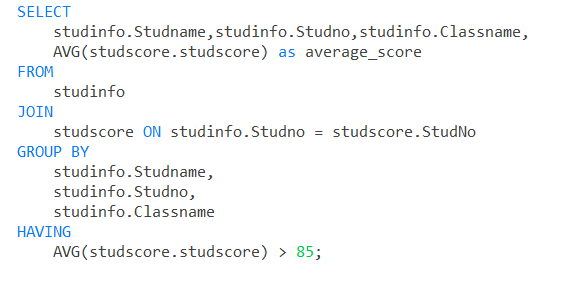 SELECT
studinfo.Studname,studinfo.Studno,studinfo.Classname,
AVG(studscore.studscore) as average_score
FROM
studinfo
JOIN
studscore ON studinfo.Studno = studscore.StudNo
GROUP BY
studinfo.Studname,
studinfo.Studno,
studinfo.Classname
HAVING
AVG(studscore.studscore) > 85;